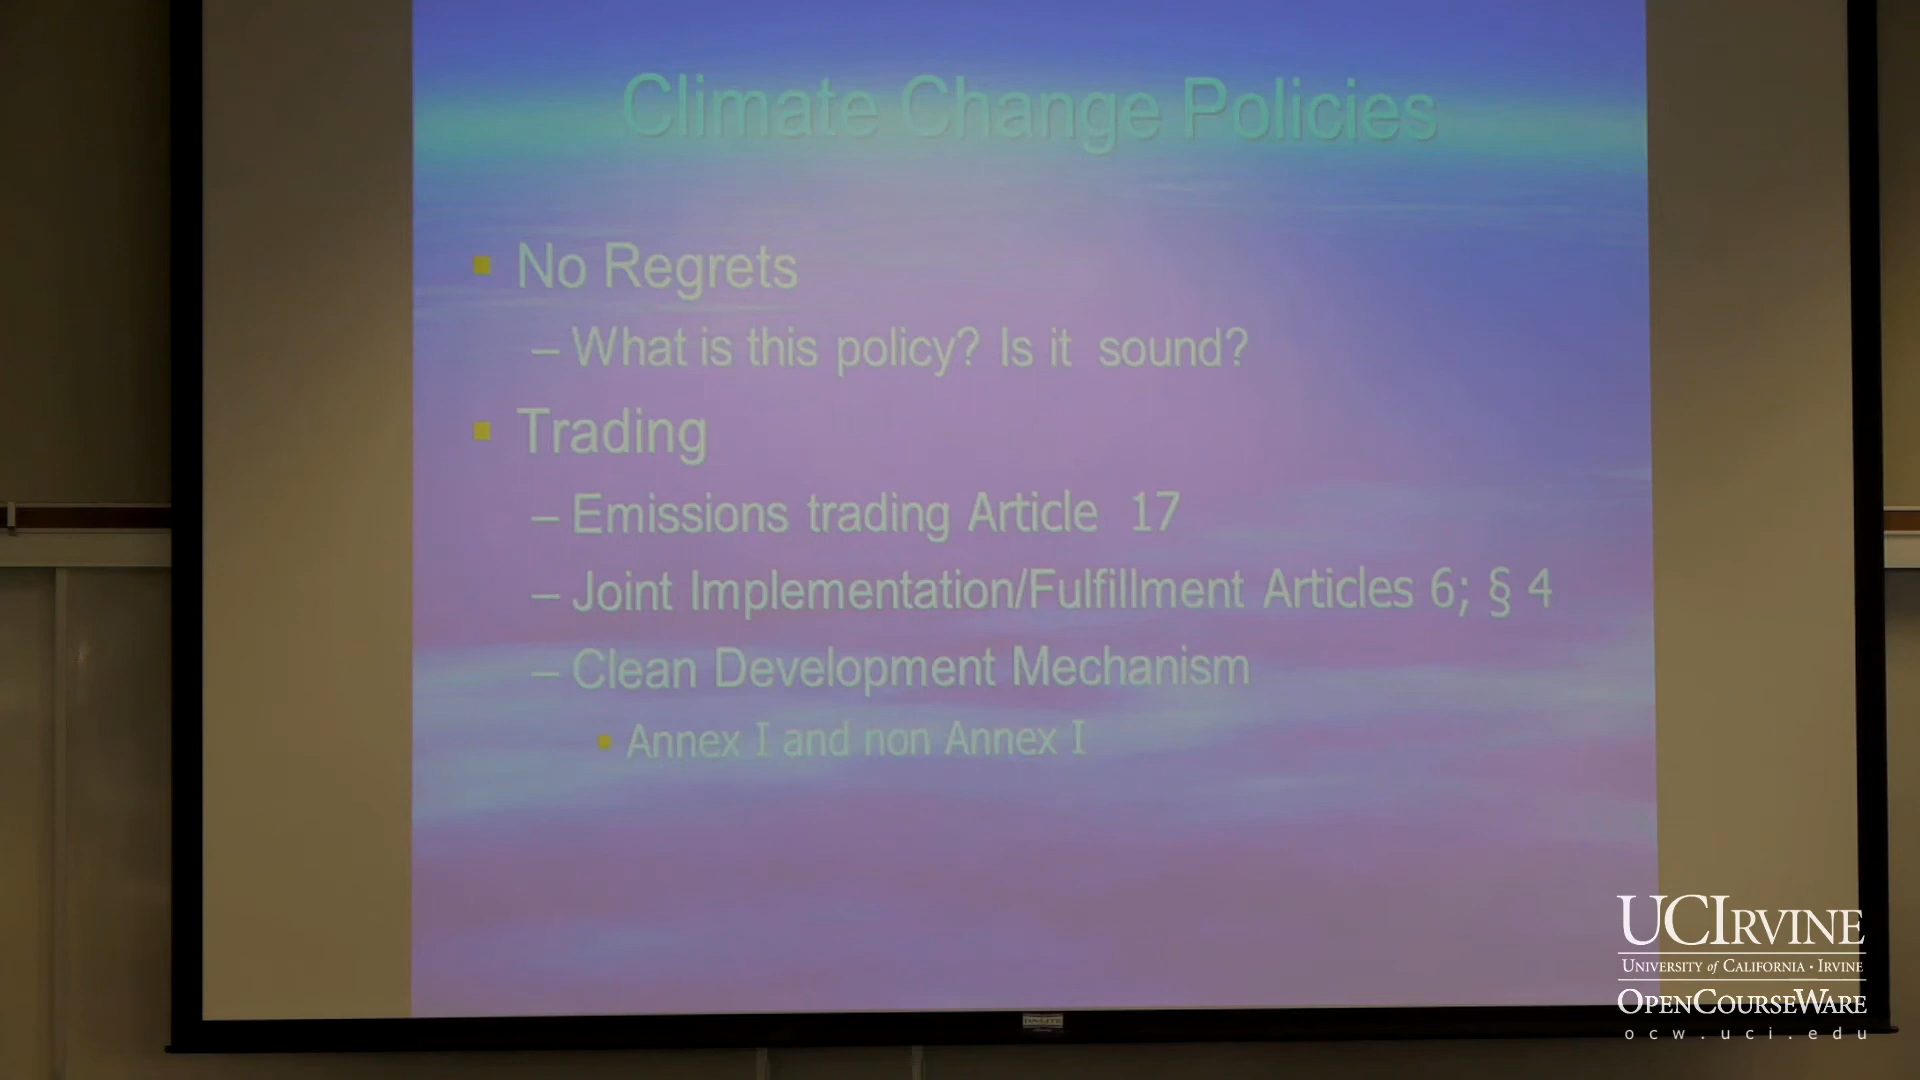 Climate Change Policies
No Regrets
– What is this policy? Is it sound?
Trading
– Emissions trading Article 17
– Joint Implementation/Fulfillment Articles 6; § 4
– Clean Development Mechanism
Annex I and non Annex I
UCIRVINE
UNIVERSITY of CALIFORNIA · IRVINE
OPENCOURSEWARE
ocw.uci.edu